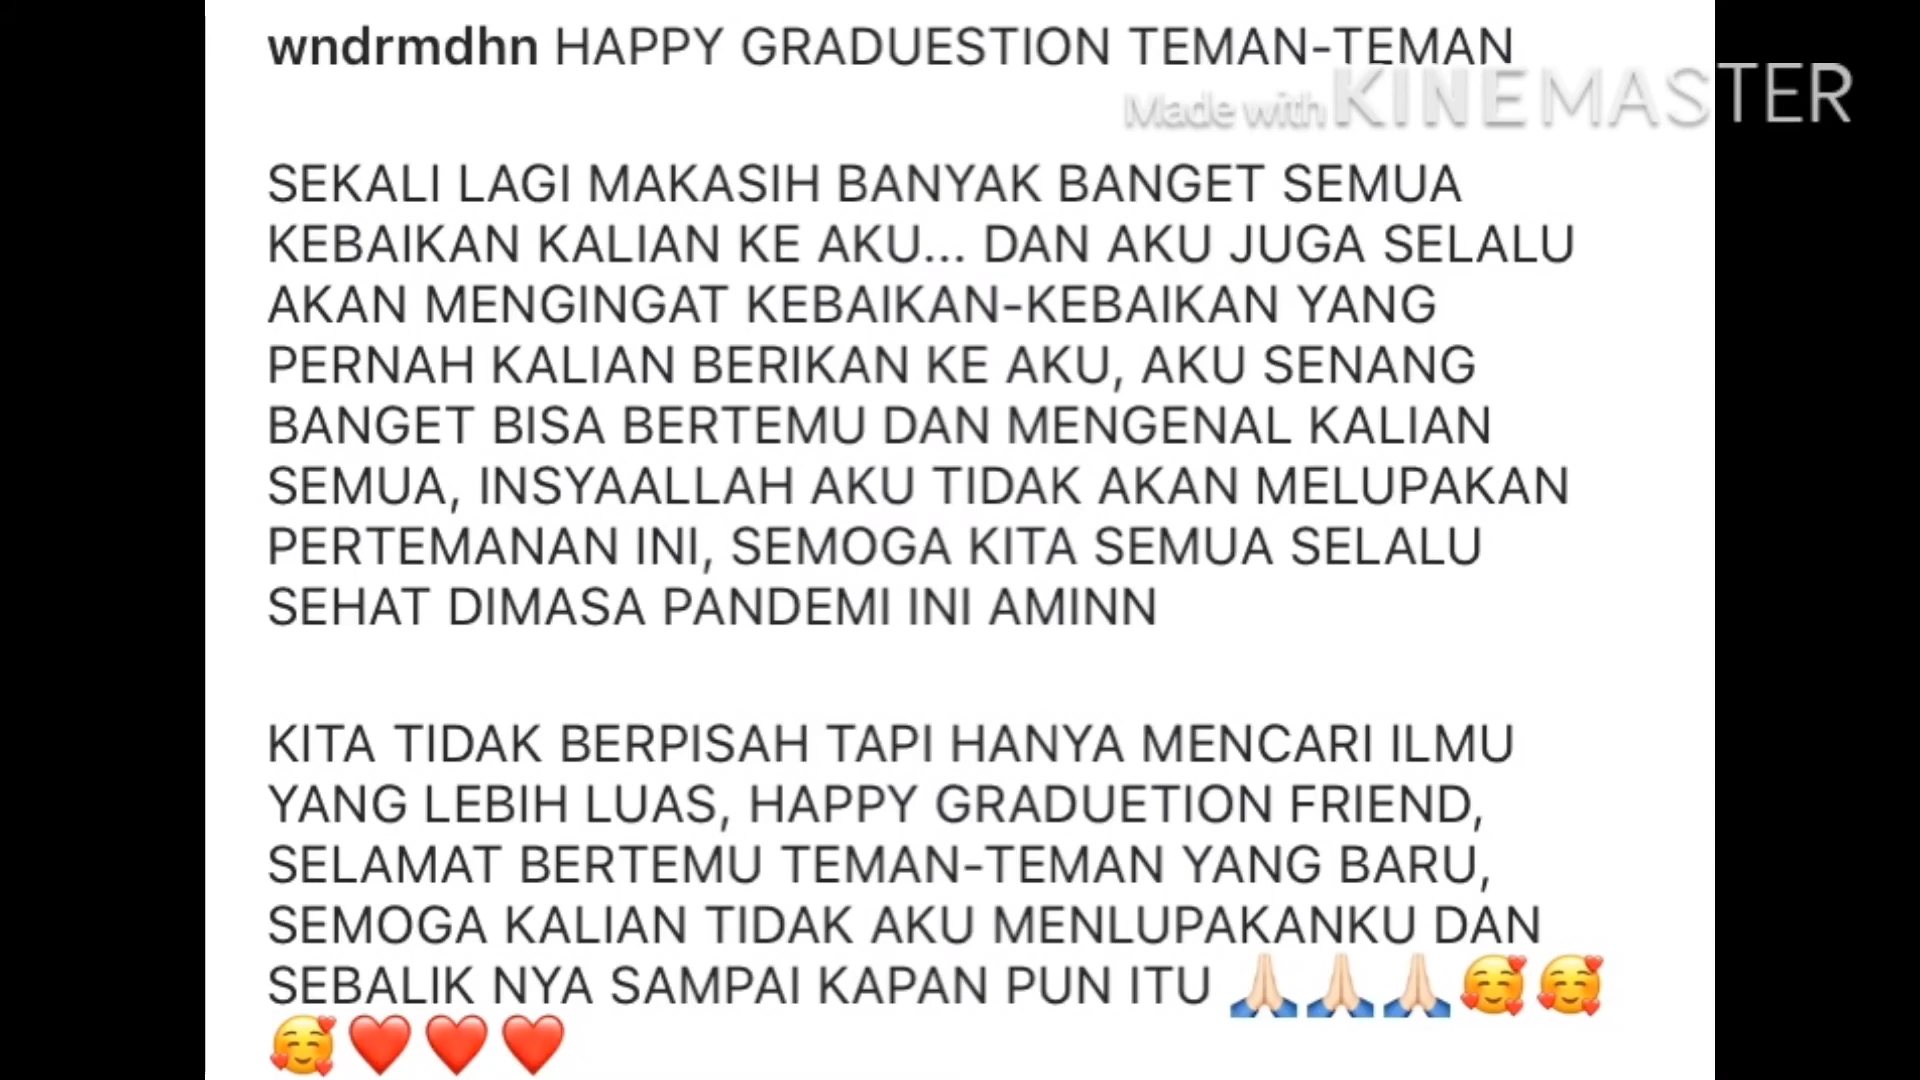 wndrmdhn HAPPY GRADUESTION TEMAN-TEMAN
Made with KINEMASTER
SEKALI LAGI MAKASIH BANYAK BANGET SEMUA
KEBAIKAN KALIAN KE AKU... DAN AKU JUGA SELALU
AKAN MENGINGAT KEBAIKAN-KEBAIKAN YANG
PERNAH KALIAN BERIKAN KE AKU, AKU SENANG
BANGET BISA BERTEMU DAN MENGENAL KALIAN
SEMUA, INSYAALLAH AKU TIDAK AKAN MELUPAKAN
PERTEMANAN INI, SEMOGA KITA SEMUA SELALU
SEHAT DIMASA PANDEMI INI AMINN
KITA TIDAK BERPISAH TAPI HANYA MENCARI ILMU
YANG LEBIH LUAS, HAPPY GRADUETION FRIEND,
SELAMAT BERTEMU TEMAN-TEMAN YANG BARU,
SEMOGA KALIAN TIDAK AKU MENLUPAKANKU DAN
SEBALIK NYA SAMPAI KAPAN PUN ITU 🙏🏻🙏🏻🙏🏻🥰🥰
🥰❤️❤️❤️